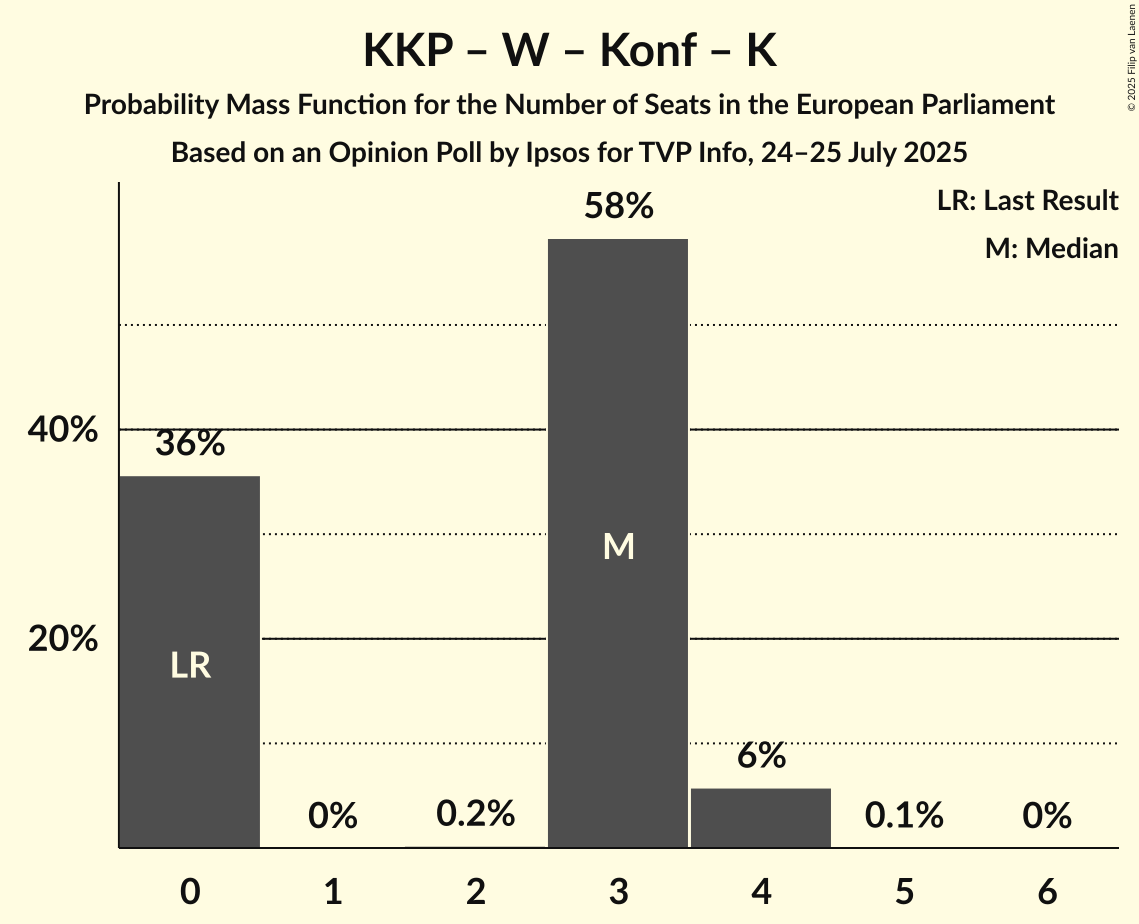 KKP – W – Konf – K
Probability Mass Function for the Number of Seats in the European Parliament
Based on an Opinion Poll by Ipsos for TVP Info, 24–25 July 2025
© 2025 Filip van Laenen
LR: Last Result
M: Median
58%
40%
36%
M
20%
LR
6%
0%
0.2%
0.1%
0%
0 1 2 3 4 5 6